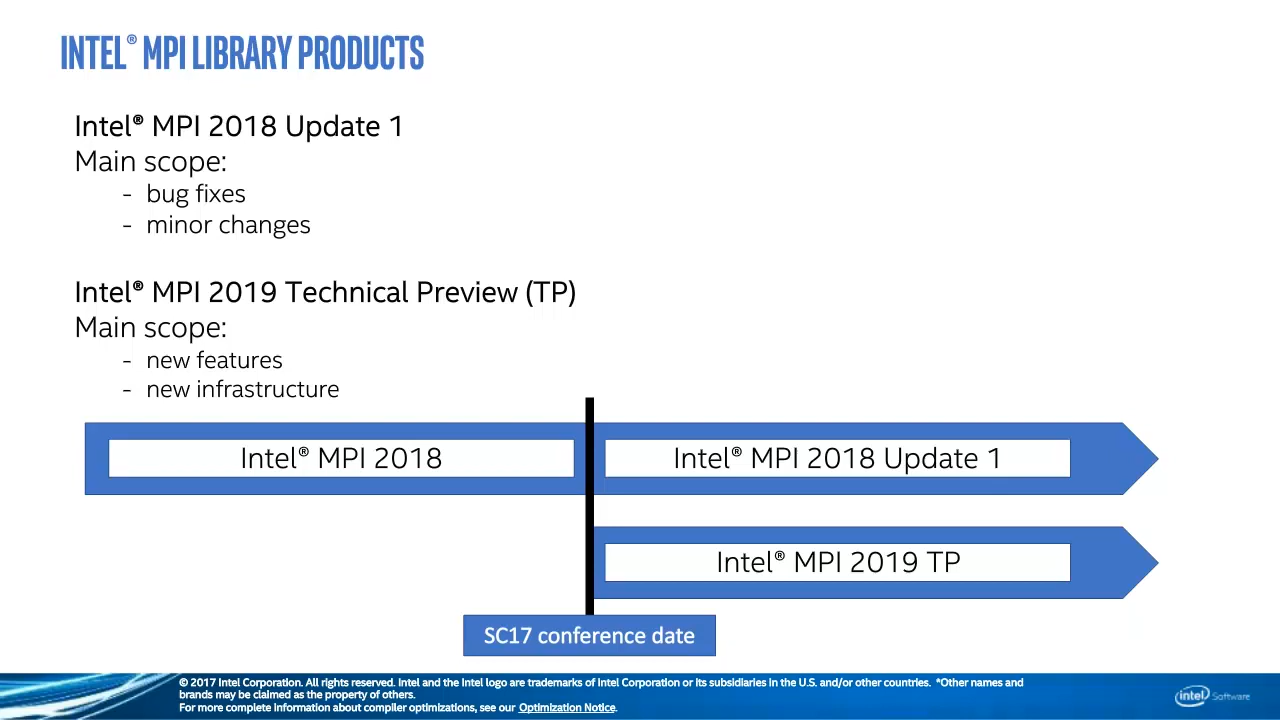 INTEL® MPI LIBRARY PRODUCTS
Intel® MPI 2018 Update 1
Main scope:
- bug fixes
- minor changes
Intel® MPI 2019 Technical Preview (TP)
Main scope:
- new features
- new infrastructure
Intel® MPI 2018
Intel® MPI 2018 Update 1
Intel® MPI 2019 TP
SC17 conference date
© 2017 Intel Corporation. All rights reserved. Intel and the Intel logo are trademarks of Intel Corporation or its subsidiaries in the U.S. and/or other countries. *Other names and
brands may be claimed as the property of others.
For more complete information about compiler optimizations, see our Optimization Notice.
intel Software